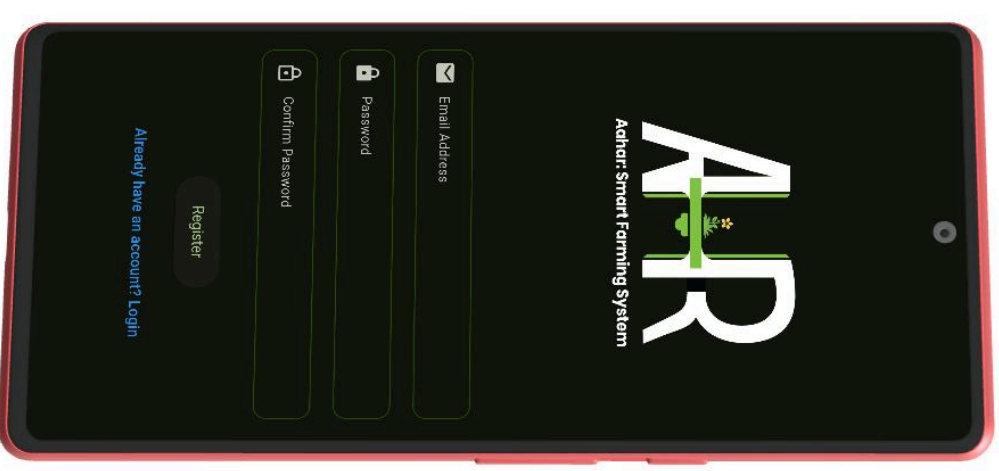 AHR
Aahar: Smart Farming System
Email Address
Password
Confirm Password
Register
Already have an account? Login